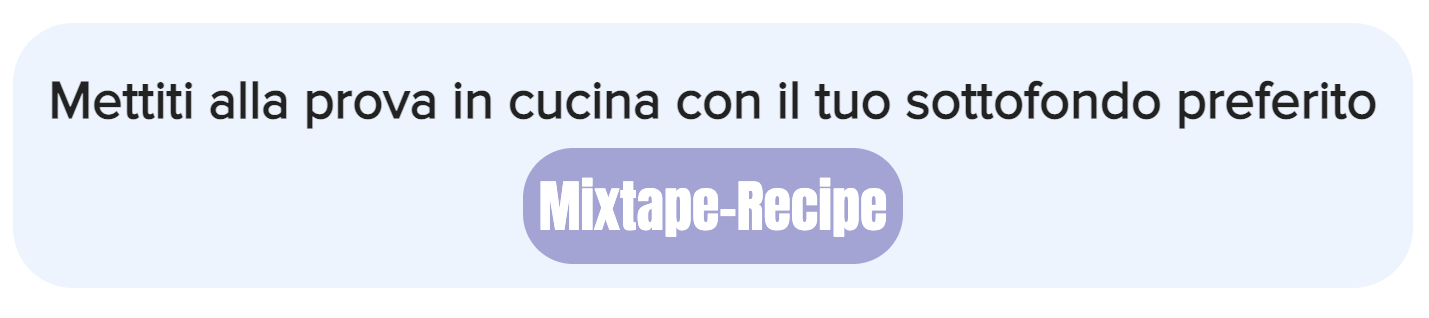 Mettiti alla prova in cucina con il tuo sottofondo preferito
Mixtape-Recipe